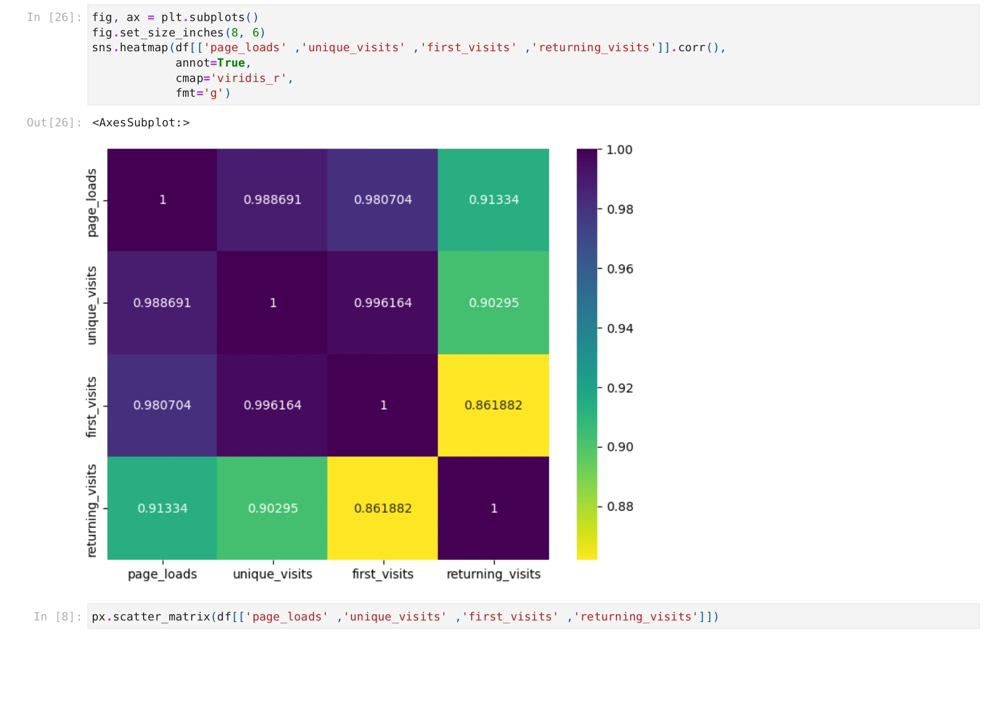 In [26]: fig, ax = plt.subplots()
fig.set_size_inches(8, 6)
sns.heatmap(df[['page_loads' ,'unique_visits' ,'first_visits' ,'returning_visits']].corr(),
            annot=True,
            cmap='viridis_r',
            fmt='g')
Out[26]: <AxesSubplot:>
page_loads 1 0.988691 0.980704 0.91334
unique_visits 0.988691 1 0.996164 0.90295
first_visits 0.980704 0.996164 1 0.861882
returning_visits 0.91334 0.90295 0.861882 1
page_loads unique_visits first_visits returning_visits
1.00
0.98
0.96
0.94
0.92
0.90
0.88
In [8]: px.scatter_matrix(df[['page_loads' ,'unique_visits' ,'first_visits' ,'returning_visits']])